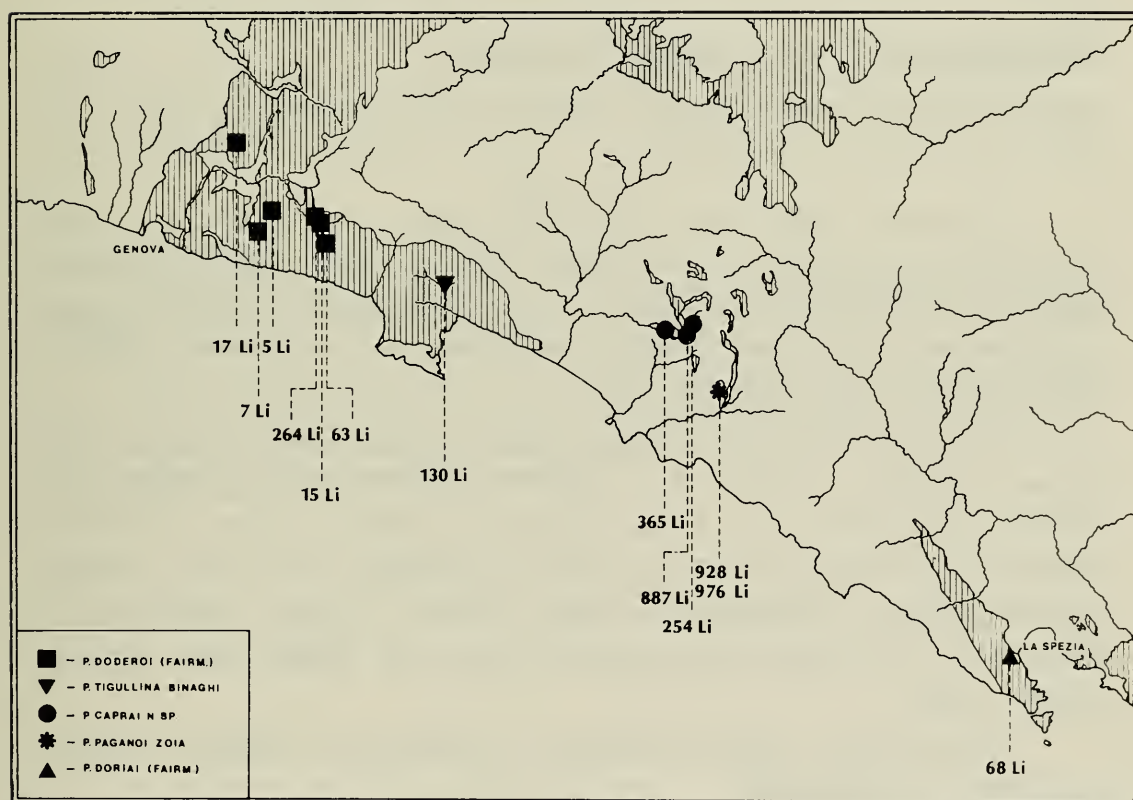 GENOVA
17 Li 5 Li
7 Li
264 Li 63 Li
15 Li
130 Li
365 Li
887 Li
254 Li
928 Li
976 Li
LA SPEZIA
68 Li
– P. DODEROI (FAIRM.)
– P. TIGULLINA BINAGHI
– P CAPRAI N SP
– P. PAGANOI ZOIA
– P. DORIAI (FAIRM.)